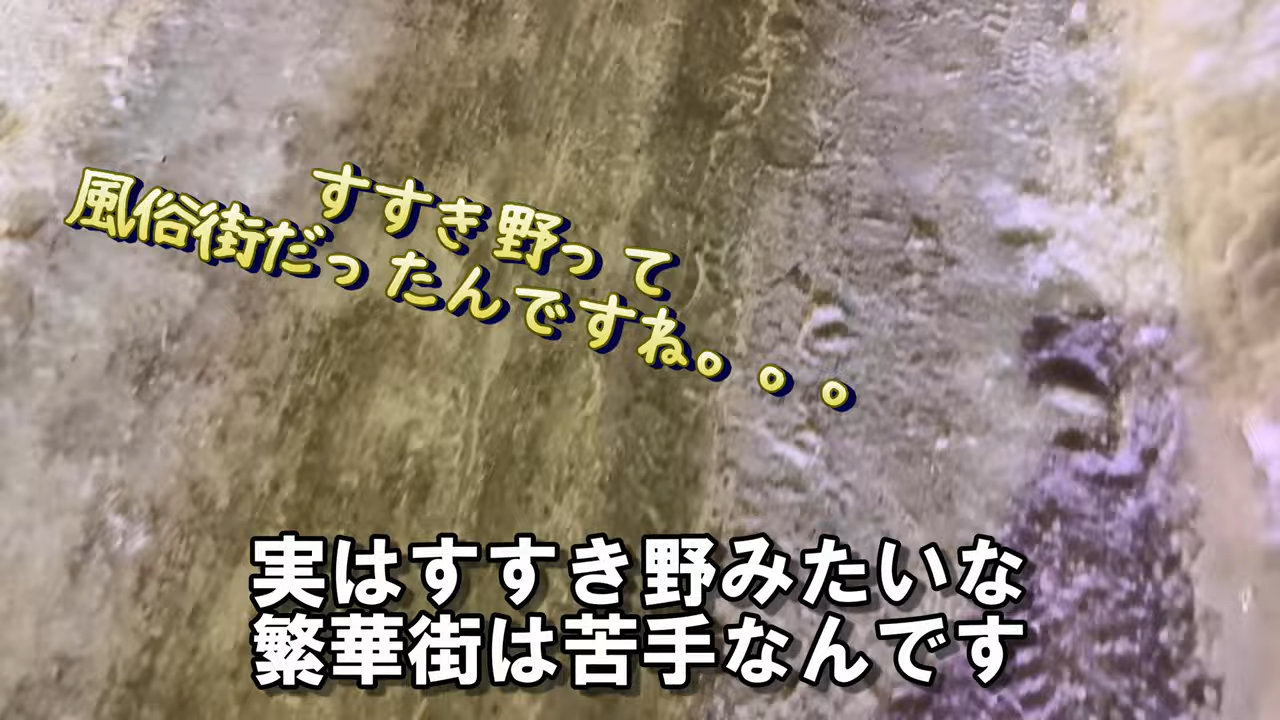 すすき野って
風俗街だったんですね。。。
実はすすき野みたいな
繁華街は苦手なんです